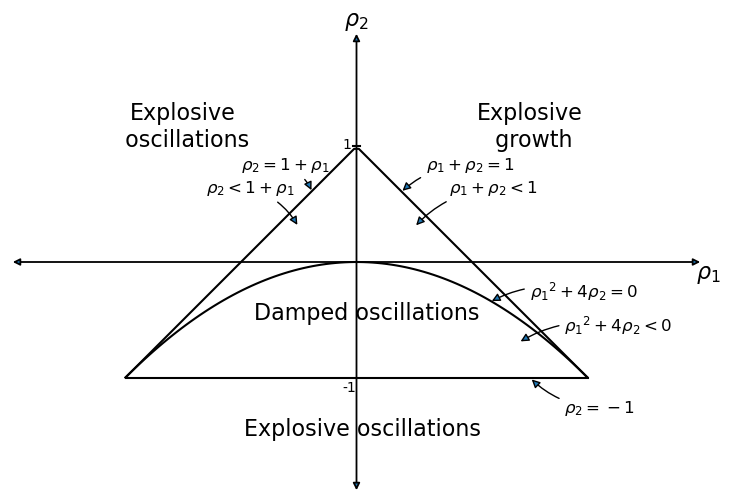 ρ₂
Explosive
oscillations
Explosive
growth
1
ρ₂ = 1 + ρ₁
ρ₁ + ρ₂ = 1
ρ₂ < 1 + ρ₁
ρ₁ + ρ₂ < 1
ρ₁
ρ₁² + 4ρ₂ = 0
Damped oscillations
ρ₁² + 4ρ₂ < 0
-1
ρ₂ = −1
Explosive oscillations